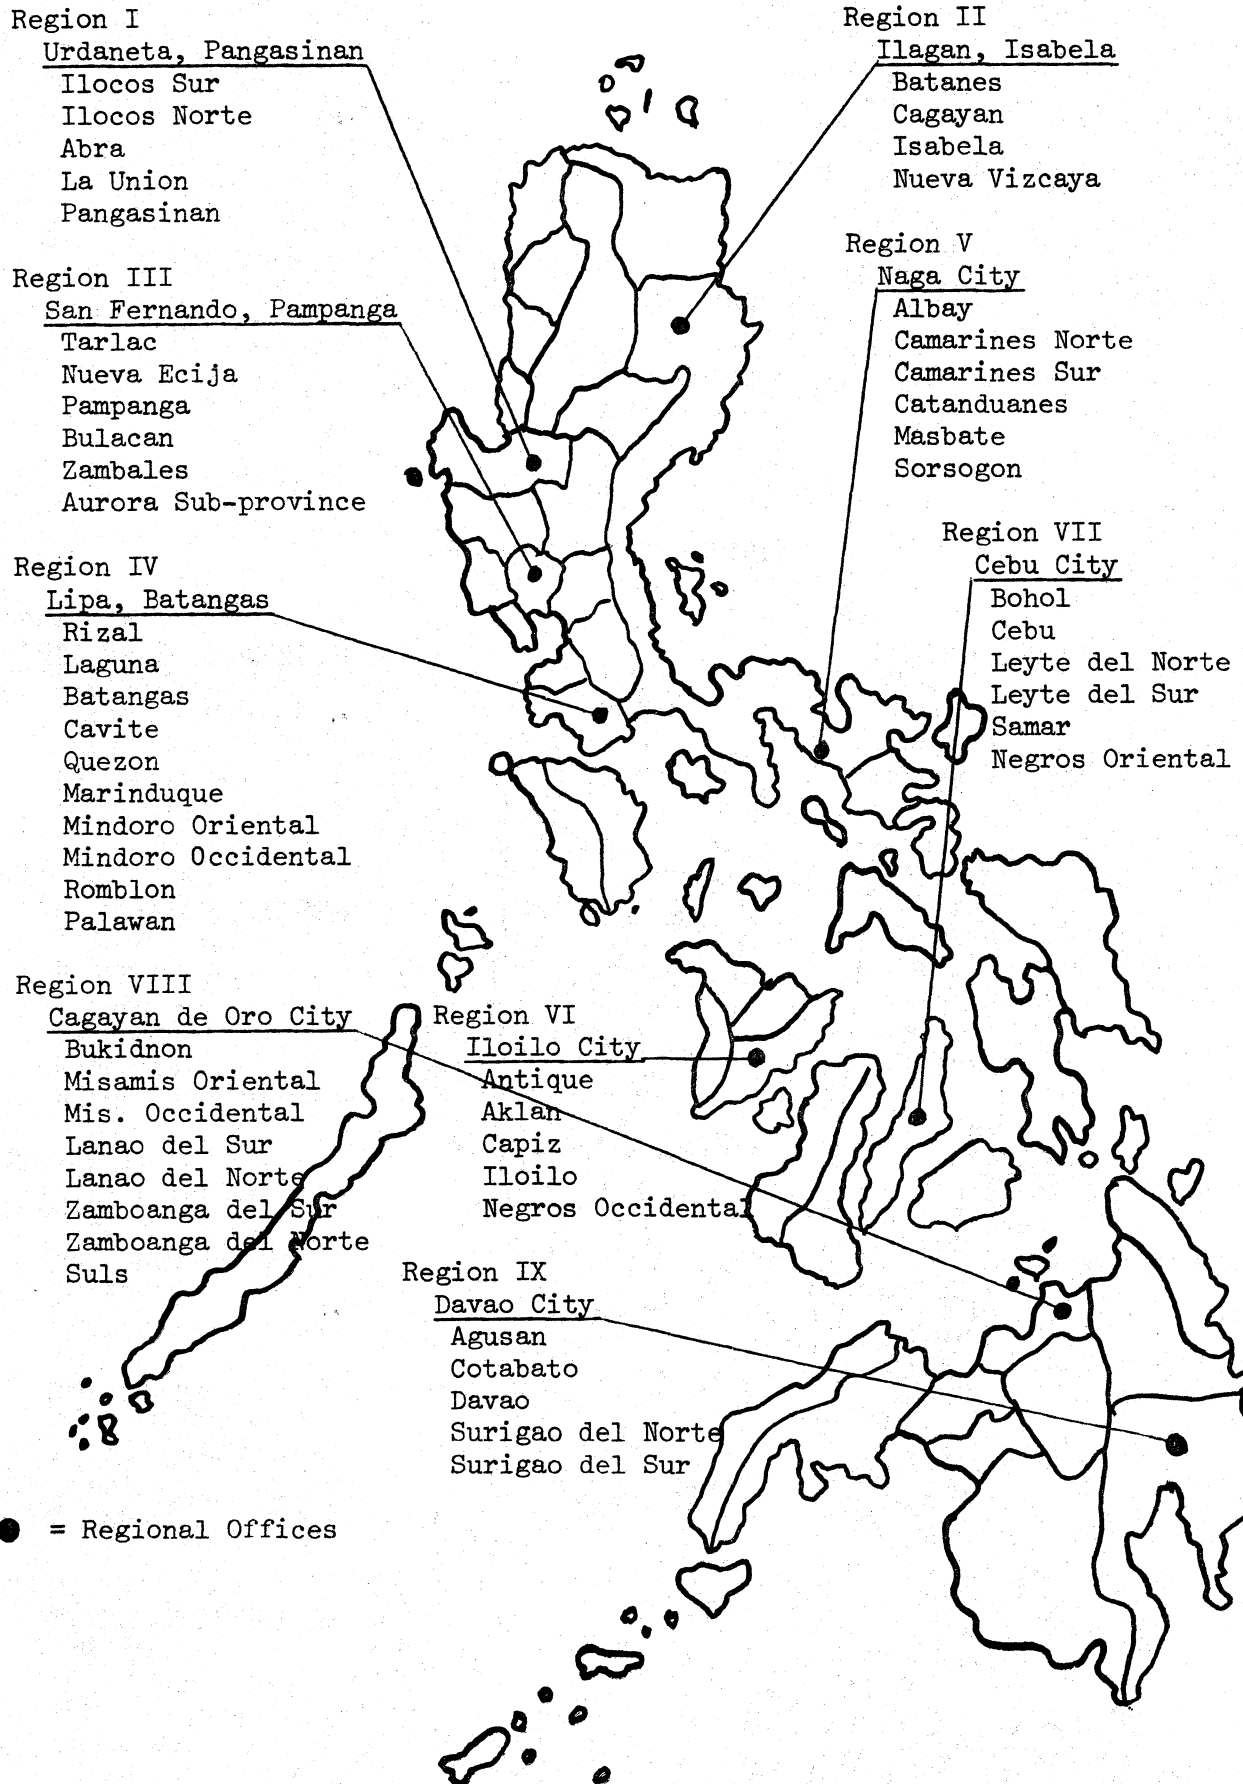 Region I
Urdaneta, Pangasinan
Ilocos Sur
Ilocos Norte
Abra
La Union
Pangasinan
Region II
Ilagan, Isabela
Batanes
Cagayan
Isabela
Nueva Vizcaya
Region III
San Fernando, Pampanga
Tarlac
Nueva Ecija
Pampanga
Bulacan
Zambales
Aurora Sub-province
Region V
Naga City
Albay
Camarines Norte
Camarines Sur
Catanduanes
Masbate
Sorsogon
Region IV
Lipa, Batangas
Rizal
Laguna
Batangas
Cavite
Quezon
Marinduque
Mindoro Oriental
Mindoro Occidental
Romblon
Palawan
Region VII
Cebu City
Bohol
Cebu
Leyte del Norte
Leyte del Sur
Samar
Negros Oriental
Region VIII
Cagayan de Oro City
Bukidnon
Misamis Oriental
Mis. Occidental
Lanao del Sur
Lanao del Norte
Zamboanga del Sur
Zamboanga del Norte
Suls
Region VI
Iloilo City
Antique
Aklan
Capiz
Iloilo
Negros Occidental
Region IX
Davao City
Agusan
Cotabato
Davao
Surigao del Norte
Surigao del Sur
= Regional Offices